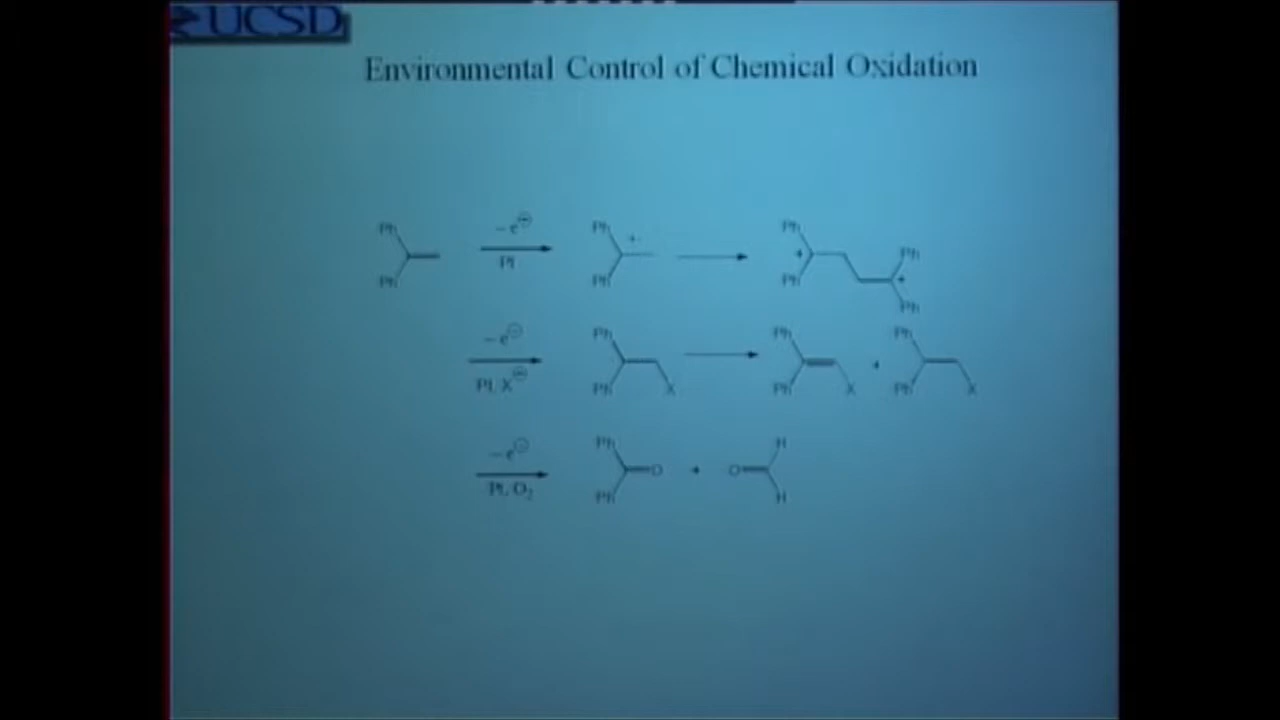 UCSD
Environmental Control of Chemical Oxidation
Ph Ph − e⊖ Pt Ph Ph +· Ph Ph + Ph Ph +
− e⊖ Pt, X⊖ Ph Ph X Ph Ph X + Ph Ph X
− e⊖ Pt, O2 Ph Ph O + O H H